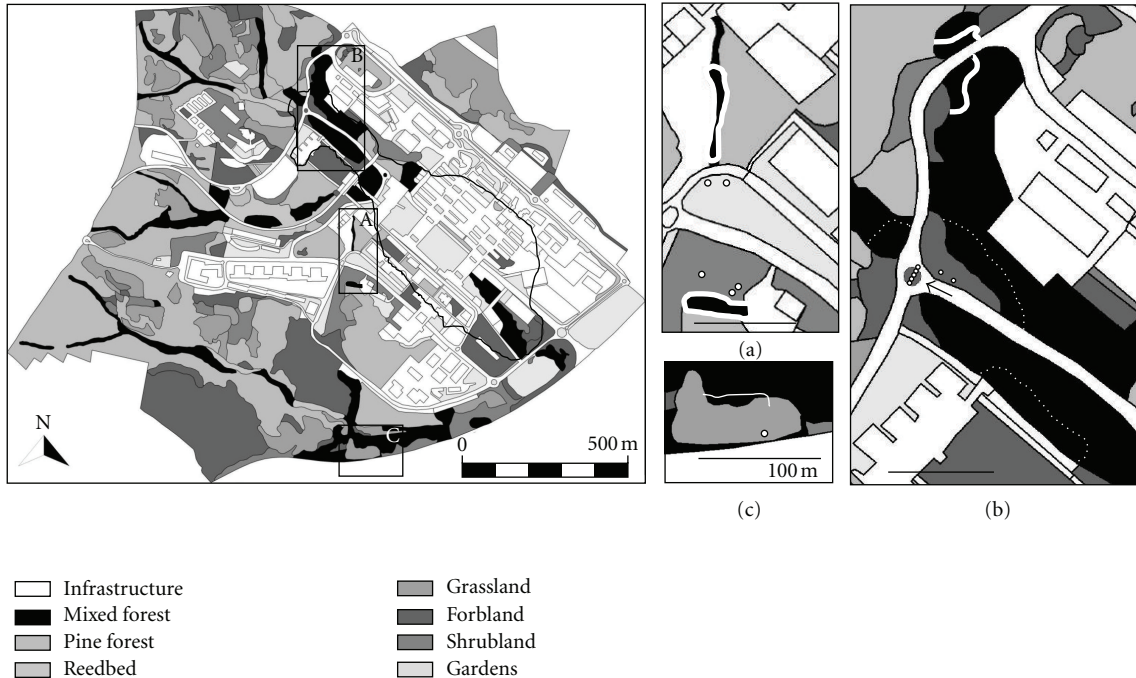 B
A
C
N
0 500 m
(a)
100 m
(c)
(b)
Infrastructure
Mixed forest
Pine forest
Reedbed
Grassland
Forbland
Shrubland
Gardens